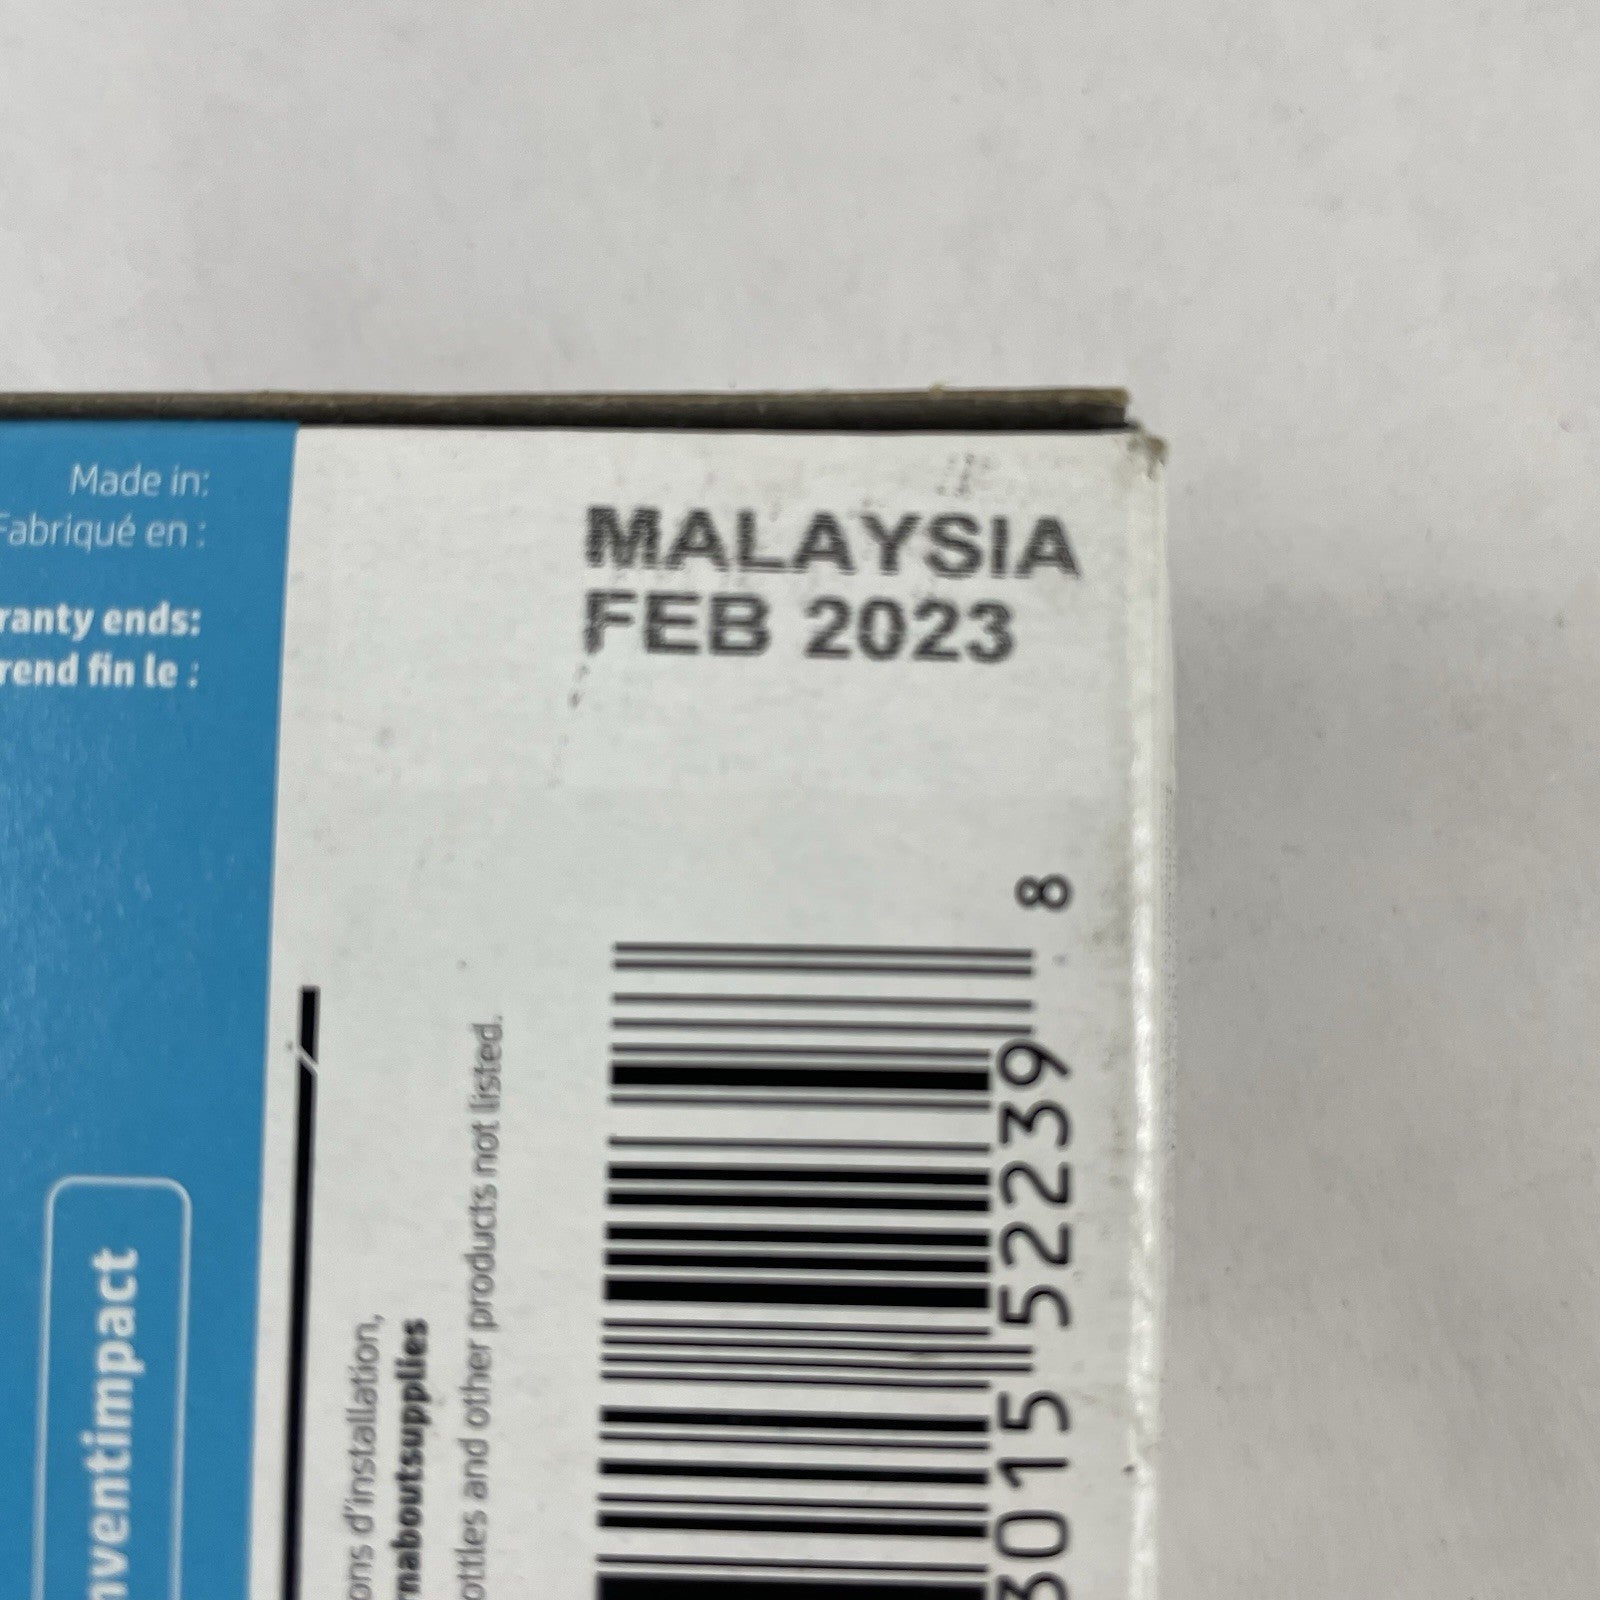 Made in:
Fabriqué en :
MALAYSIA
ranty ends:
rend fin le :
FEB 2023
nventimpact
ons d'installation,
rnaboutsupplies
ottles and other products not listed.
3015 52239 8